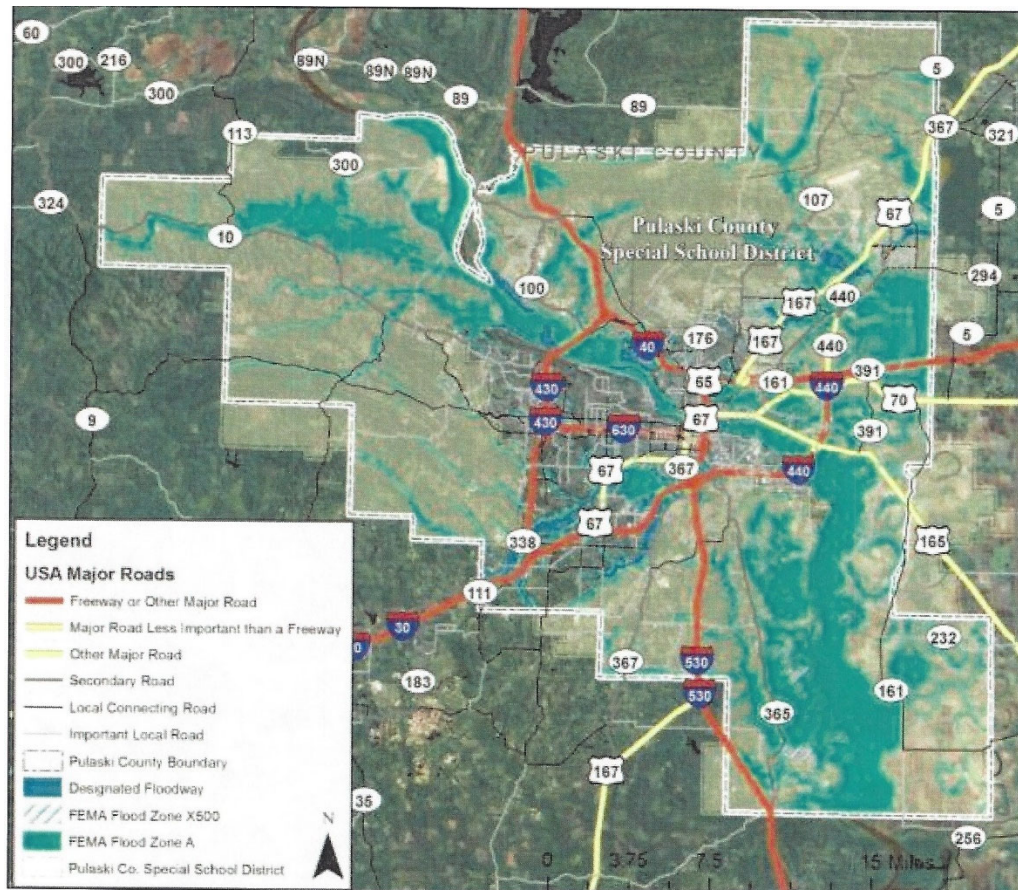 60
300
216
89N
89N
89N
300
89
89
5
367
321
113
300
PULASKI COUNTY
107
67
324
10
Pulaski County
Special School District
5
294
100
167
440
40
176
167
440
5
430
65
161
440
391
70
9
430
630
67
391
67
367
440
67
165
338
111
30
0
183
367
530
530
232
161
365
167
35
256
Legend
USA Major Roads
Freeway or Other Major Road
Major Road Less Important than a Freeway
Other Major Road
Secondary Road
Local Connecting Road
Important Local Road
Pulaski County Boundary
Designated Floodway
FEMA Flood Zone X500
FEMA Flood Zone A
Pulaski Co. Special School District
N
0 3.75 7.5 15 Miles